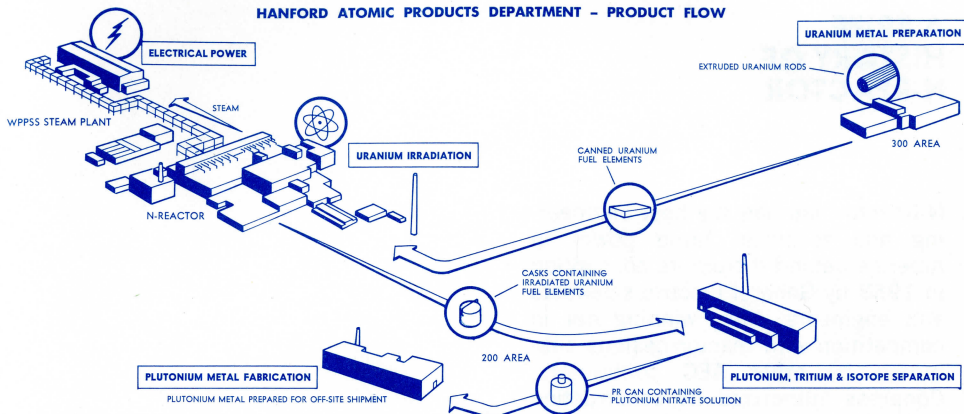 HANFORD ATOMIC PRODUCTS DEPARTMENT – PRODUCT FLOW
ELECTRICAL POWER
URANIUM METAL PREPARATION
EXTRUDED URANIUM RODS
STEAM
WPPSS STEAM PLANT
300 AREA
CANNED URANIUM
FUEL ELEMENTS
URANIUM IRRADIATION
N-REACTOR
CASKS CONTAINING
IRRADIATED URANIUM
FUEL ELEMENTS
200 AREA
PLUTONIUM METAL FABRICATION
PLUTONIUM METAL PREPARED FOR OFF-SITE SHIPMENT
PLUTONIUM, TRITIUM & ISOTOPE SEPARATION
PR CAN CONTAINING
PLUTONIUM NITRATE SOLUTION